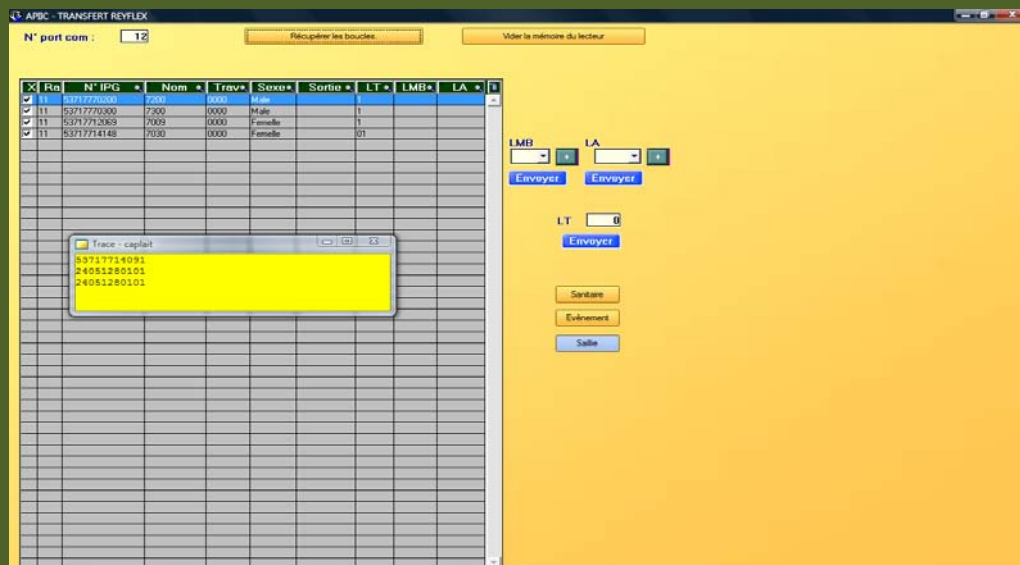 APBC - TRANSFERT REYFLEX
N° port com : 12 Récupérer les boucles. Vider la mémoire du lecteur
X Ra N° IPG Nom Trav Sexe Sortie LT LMB LA
11 53717770200 7200 0000 Male 1
11 53717770300 7300 0000 Male 1
11 53717712069 7009 0000 Femelle 1
11 53717714148 7030 0000 Femelle 01
LMB LA
+ +
Envoyer Envoyer
LT 0
Envoyer
Trace - caplait
53717714091
24051280101
24051280101
Sanitaire
Evènement
Saillie